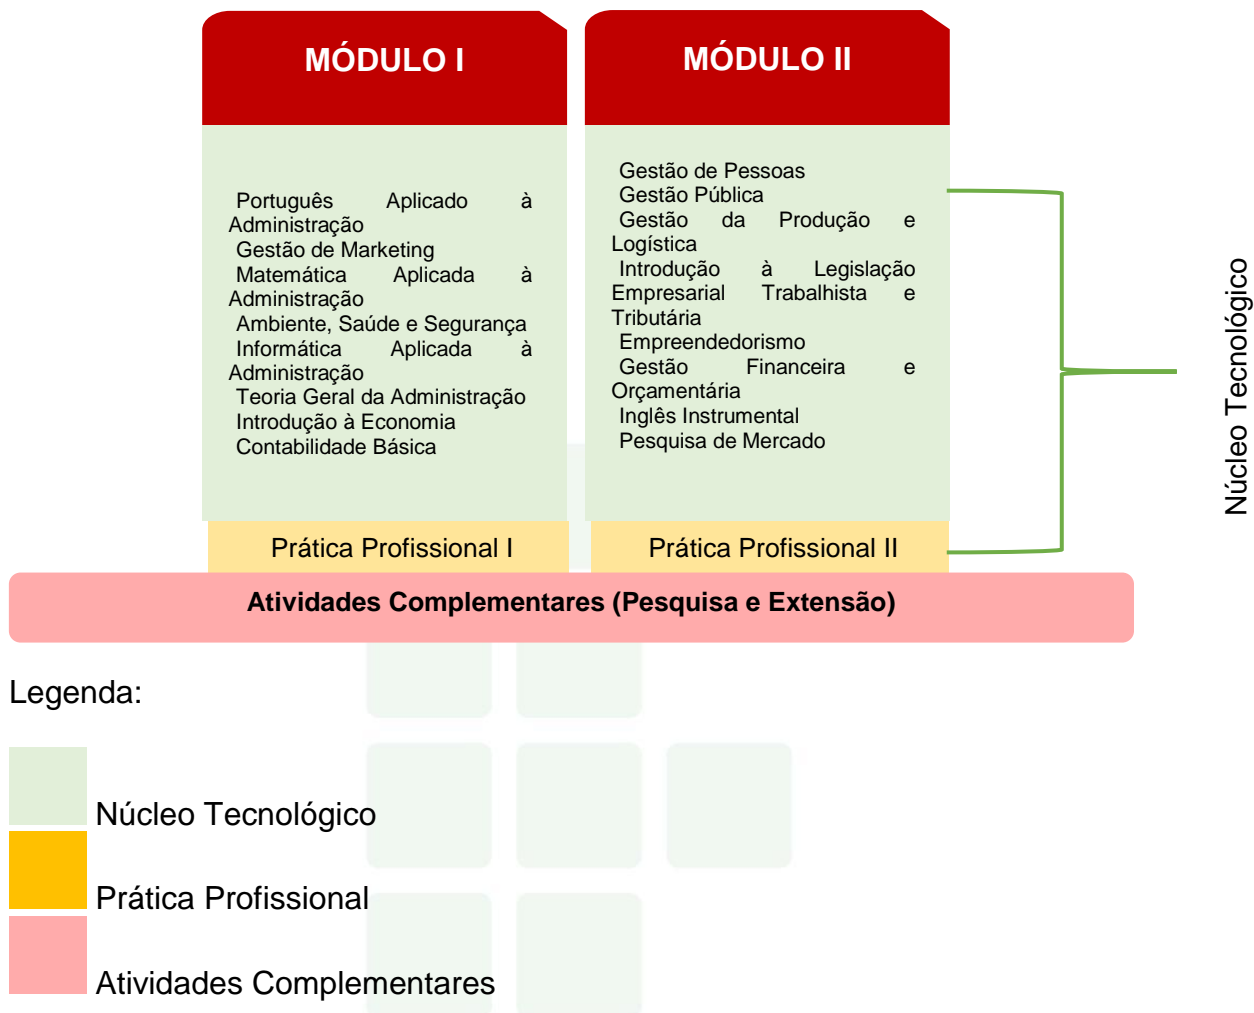 MÓDULO I
Português Aplicado à
Administração
Gestão de Marketing
Matemática Aplicada à
Administração
Ambiente, Saúde e Segurança
Informática Aplicada à
Administração
Teoria Geral da Administração
Introdução à Economia
Contabilidade Básica
Prática Profissional I
MÓDULO II
Gestão de Pessoas
Gestão Pública
Gestão da Produção e
Logística
Introdução à Legislação
Empresarial Trabalhista e
Tributária
Empreendedorismo
Gestão Financeira e
Orçamentária
Inglês Instrumental
Pesquisa de Mercado
Prática Profissional II
Núcleo Tecnológico
Atividades Complementares (Pesquisa e Extensão)
Legenda:
Núcleo Tecnológico
Prática Profissional
Atividades Complementares